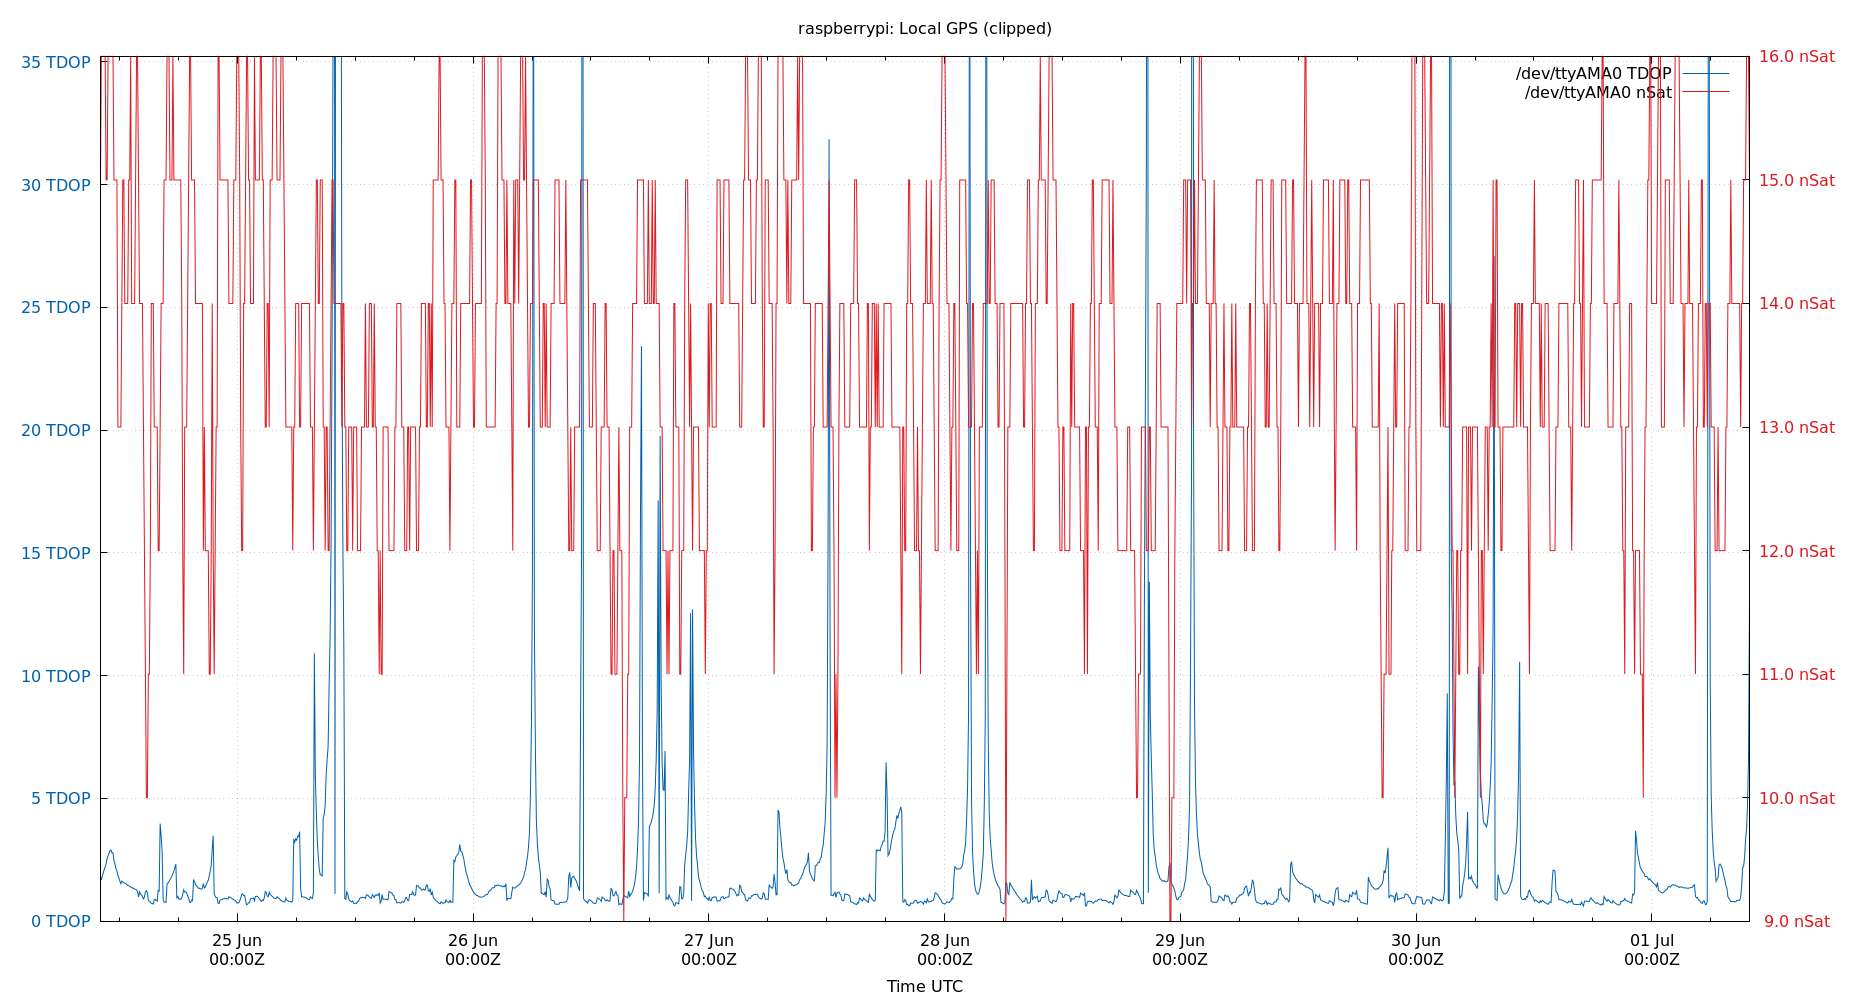 raspberrypi: Local GPS (clipped)
35 TDOP
30 TDOP
25 TDOP
20 TDOP
15 TDOP
10 TDOP
5 TDOP
0 TDOP
/dev/ttyAMA0 TDOP
/dev/ttyAMA0 nSat
16.0 nSat
15.0 nSat
14.0 nSat
13.0 nSat
12.0 nSat
11.0 nSat
10.0 nSat
9.0 nSat
25 Jun
00:00Z
26 Jun
00:00Z
27 Jun
00:00Z
28 Jun
00:00Z
29 Jun
00:00Z
30 Jun
00:00Z
01 Jul
00:00Z
Time UTC